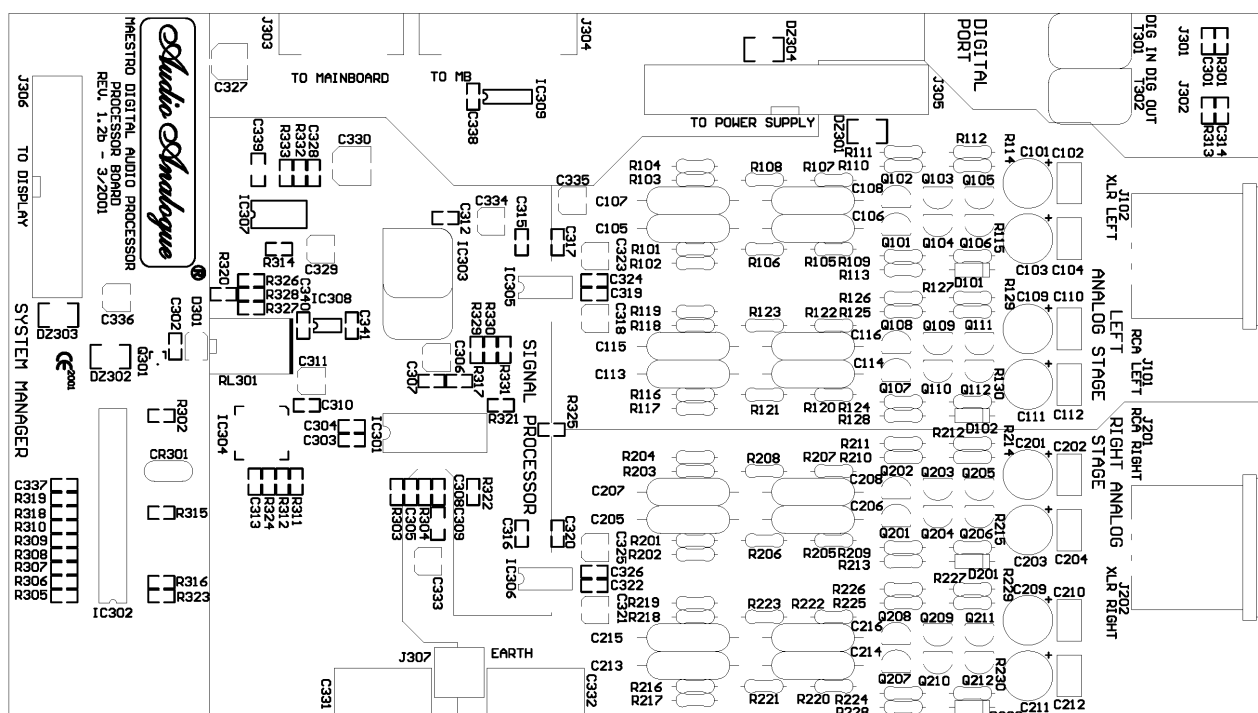 J306
TO DISPLAY
MAESTRO DIGITAL AUDIO PROCESSOR
PROCESSOR BOARD
REV. 1.2b - 3/2001
Audio Analogue
®
J303
TO MAINBOARD
C327
J304
TO MB
IC309
C338
DZ304
DIGITAL
PORT
J305
TO POWER SUPPLY
DZ301
DIG IN
T301
DIG OUT
T302
J301
C301
R301
J302
R313
C314
C339
R333
R332
C328
C330
IC307
R314
C329
C312
IC303
C334
C315
C317
C335
C323
C324
C319
C318
IC305
R320
R326
R328
R327
C340
IC308
C341
C336
C302
D301
Q301
DZ303
DZ302
CE
2001
SYSTEM MANAGER
RL301
C311
C310
C306
C307
R317
R329
R330
R331
R321
SIGNAL PROCESSOR
R325
R302
IC304
C304
C303
IC301
CR301
C313
R324
R312
R311
R303
C305
R304
C308
C309
R322
C316
C320
C325
C326
C322
C321
IC306
C333
C337
R319
R318
R310
R309
R308
R307
R306
R305
R315
R316
R323
IC302
J307
EARTH
C331
C332
R104
R103
R108
R107
C107
C105
R101
R102
R106
R105
R111
R110
C108
C106
R109
R113
R112
Q102
Q103
Q105
Q101
Q104
Q106
D101
R114
R115
C101
C102
C103
C104
J102
XLR LEFT
R119
R118
R123
R122
C115
C113
R116
R117
R121
R120
R126
R125
C116
C114
R124
R128
R127
Q108
Q109
Q111
Q107
Q110
Q112
D102
R129
R130
C109
C110
C111
C112
LEFT
ANALOG STAGE
J101
RCA LEFT
J201
RCA RIGHT
RIGHT ANALOG
STAGE
R204
R203
R208
R207
C207
C205
R201
R202
R206
R205
R211
R210
C208
C206
R209
R213
R212
Q202
Q203
Q205
Q201
Q204
Q206
D201
R214
R215
C201
C202
C203
C204
J202
XLR RIGHT
R219
R218
R223
R222
C215
C213
R216
R217
R221
R220
R226
R225
C216
C214
R224
R228
R227
Q208
Q209
Q211
Q207
Q210
Q212
R229
R230
C209
C210
C211
C212